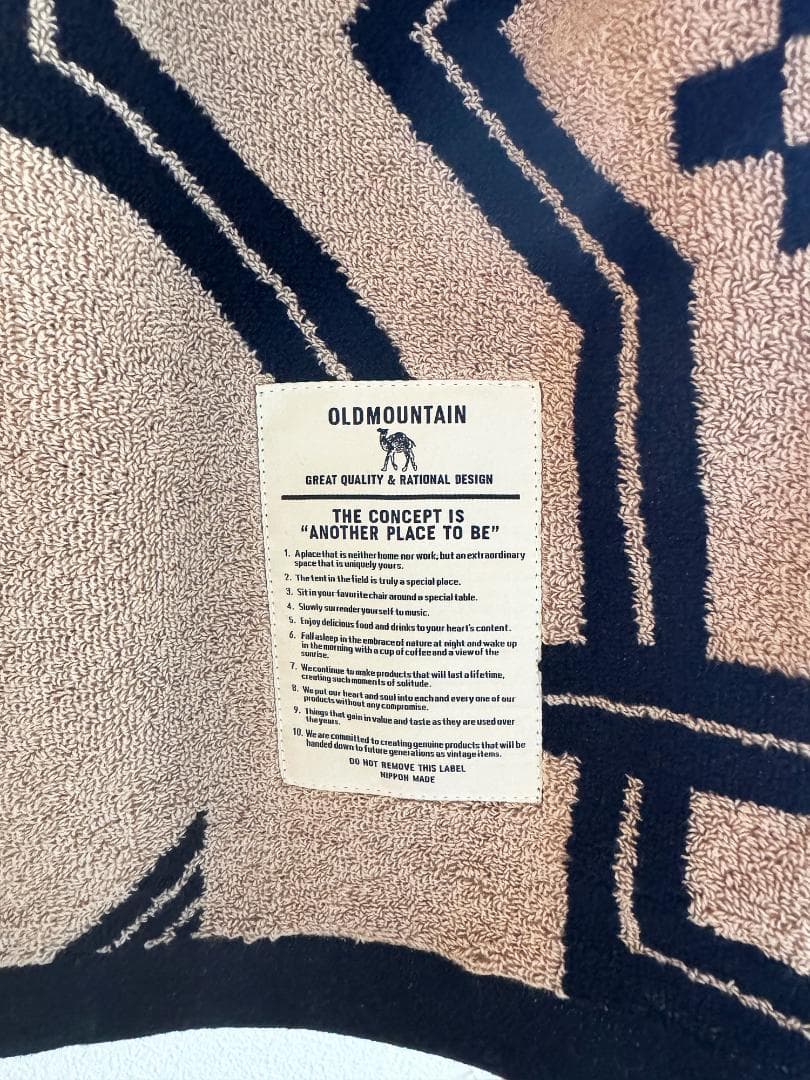 OLDMOUNTAIN
GREAT QUALITY & RATIONAL DESIGN
THE CONCEPT IS
"ANOTHER PLACE TO BE"
1. A place that is neither home nor work, but an extraordinary
space that is uniquely yours.
2. The tent in the field is truly a special place.
3. Sit in your favorite chair around a special table.
4. Slowly surrender yourself to music.
5. Enjoy delicious food and drinks to your heart's content.
6. Fall asleep in the embrace of nature at night and wake up
in the morning with a cup of coffee and a view of the
sunrise.
7. We continue to make products that will last a lifetime,
creating such moments of solitude.
8. We put our heart and soul into each and every one of our
products without any compromise.
9. Things that gain in value and taste as they are used over
the years.
10. We are committed to creating genuine products that will be
handed down to future generations as vintage items.
DO NOT REMOVE THIS LABEL
NIPPON MADE